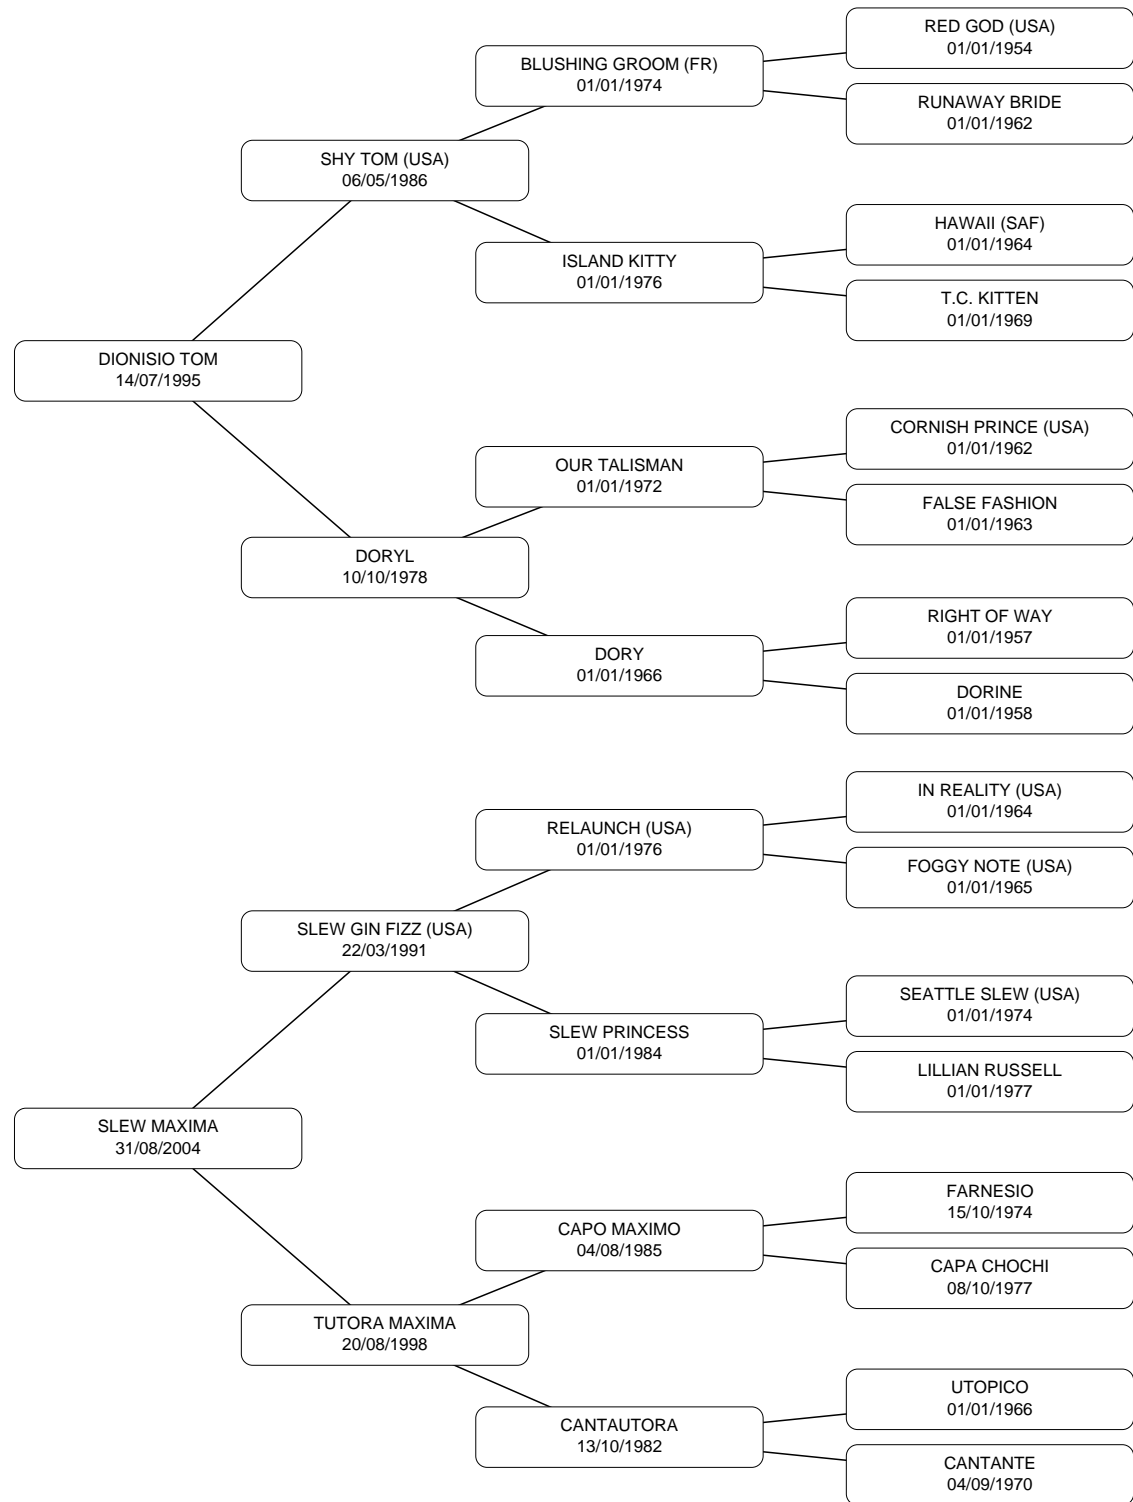 RED GOD (USA)
01/01/1954
BLUSHING GROOM (FR)
01/01/1974
RUNAWAY BRIDE
01/01/1962
SHY TOM (USA)
06/05/1986
HAWAII (SAF)
01/01/1964
ISLAND KITTY
01/01/1976
T.C. KITTEN
01/01/1969
DIONISIO TOM
14/07/1995
CORNISH PRINCE (USA)
01/01/1962
OUR TALISMAN
01/01/1972
FALSE FASHION
01/01/1963
DORYL
10/10/1978
RIGHT OF WAY
01/01/1957
DORY
01/01/1966
DORINE
01/01/1958
IN REALITY (USA)
01/01/1964
RELAUNCH (USA)
01/01/1976
FOGGY NOTE (USA)
01/01/1965
SLEW GIN FIZZ (USA)
22/03/1991
SEATTLE SLEW (USA)
01/01/1974
SLEW PRINCESS
01/01/1984
LILLIAN RUSSELL
01/01/1977
SLEW MAXIMA
31/08/2004
FARNESIO
15/10/1974
CAPO MAXIMO
04/08/1985
CAPA CHOCHI
08/10/1977
TUTORA MAXIMA
20/08/1998
UTOPICO
01/01/1966
CANTAUTORA
13/10/1982
CANTANTE
04/09/1970